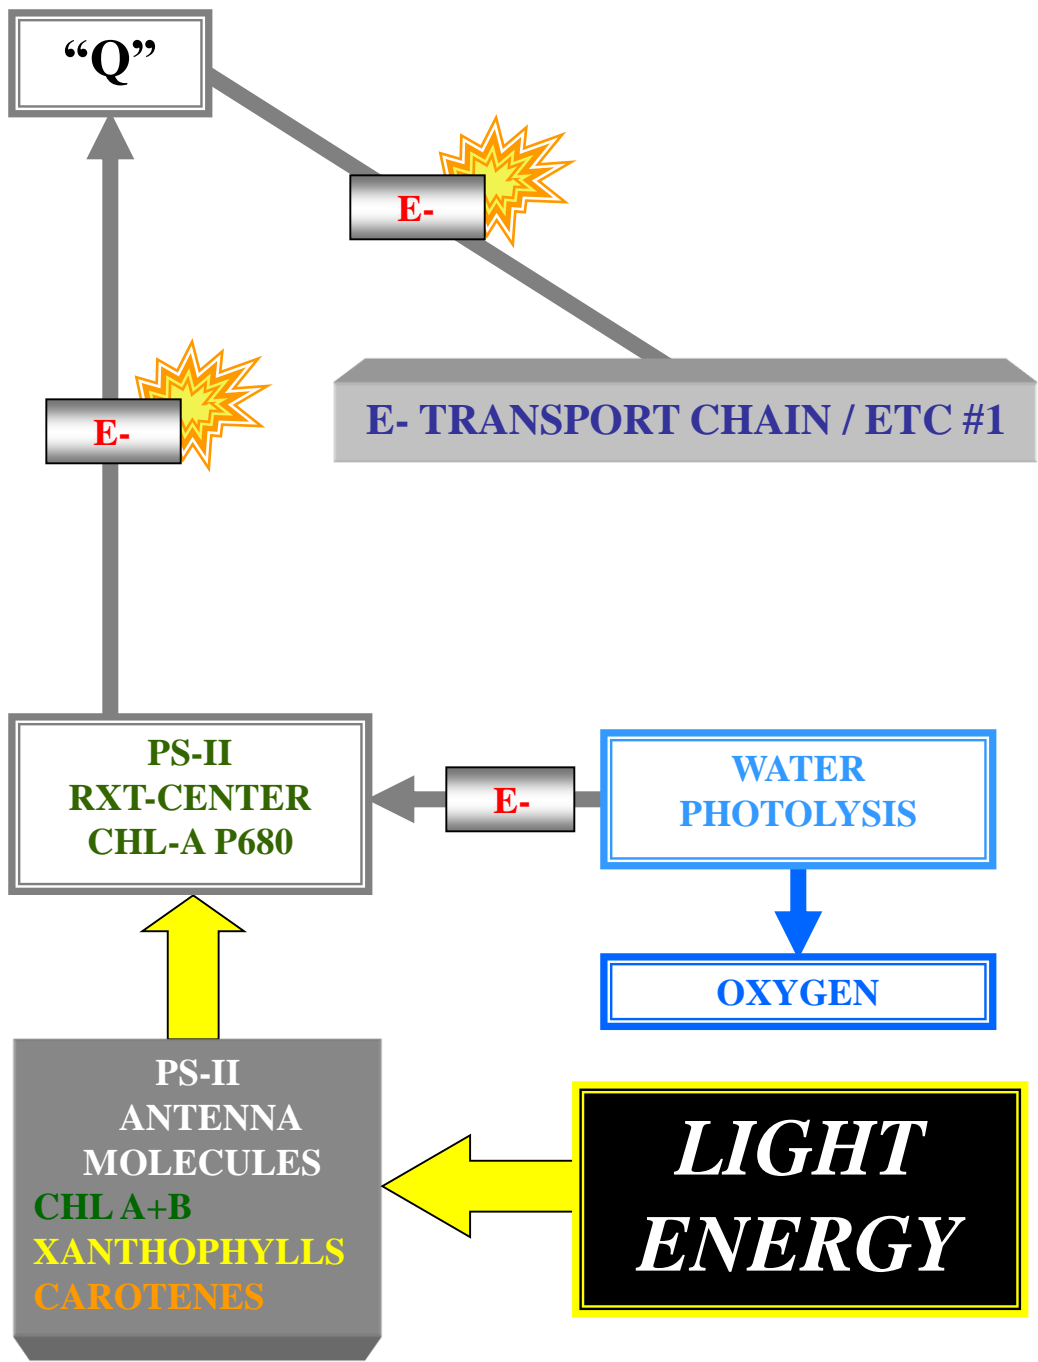 “Q”
E-
E-
E- TRANSPORT CHAIN / ETC #1
PS-II
RXT-CENTER
CHL-A P680
E-
WATER
PHOTOLYSIS
OXYGEN
PS-II
ANTENNA
MOLECULES
CHL A+B
XANTHOPHYLLS
CAROTENES
LIGHT
ENERGY